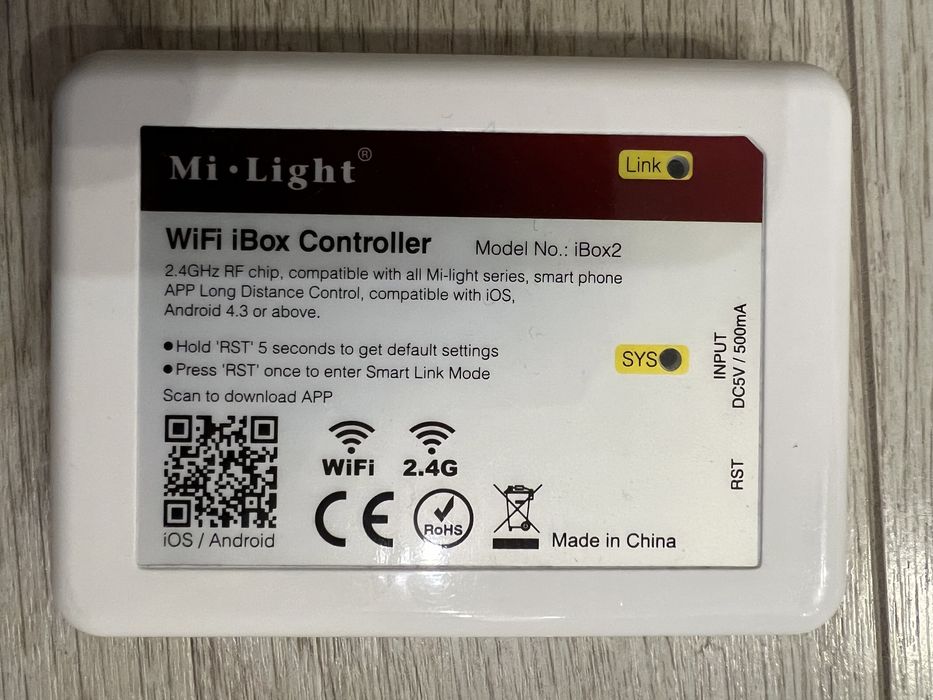 Mi·Light®
Link
WiFi iBox Controller
Model No.: iBox2
2.4GHz RF chip, compatible with all Mi-light series, smart phone
APP Long Distance Control, compatible with iOS,
Android 4.3 or above.
●Hold 'RST' 5 seconds to get default settings
●Press 'RST' once to enter Smart Link Mode
SYS
INPUT
DC5V / 500mA
Scan to download APP
WiFi
2.4G
RST
CE
RoHS
iOS / Android
Made in China